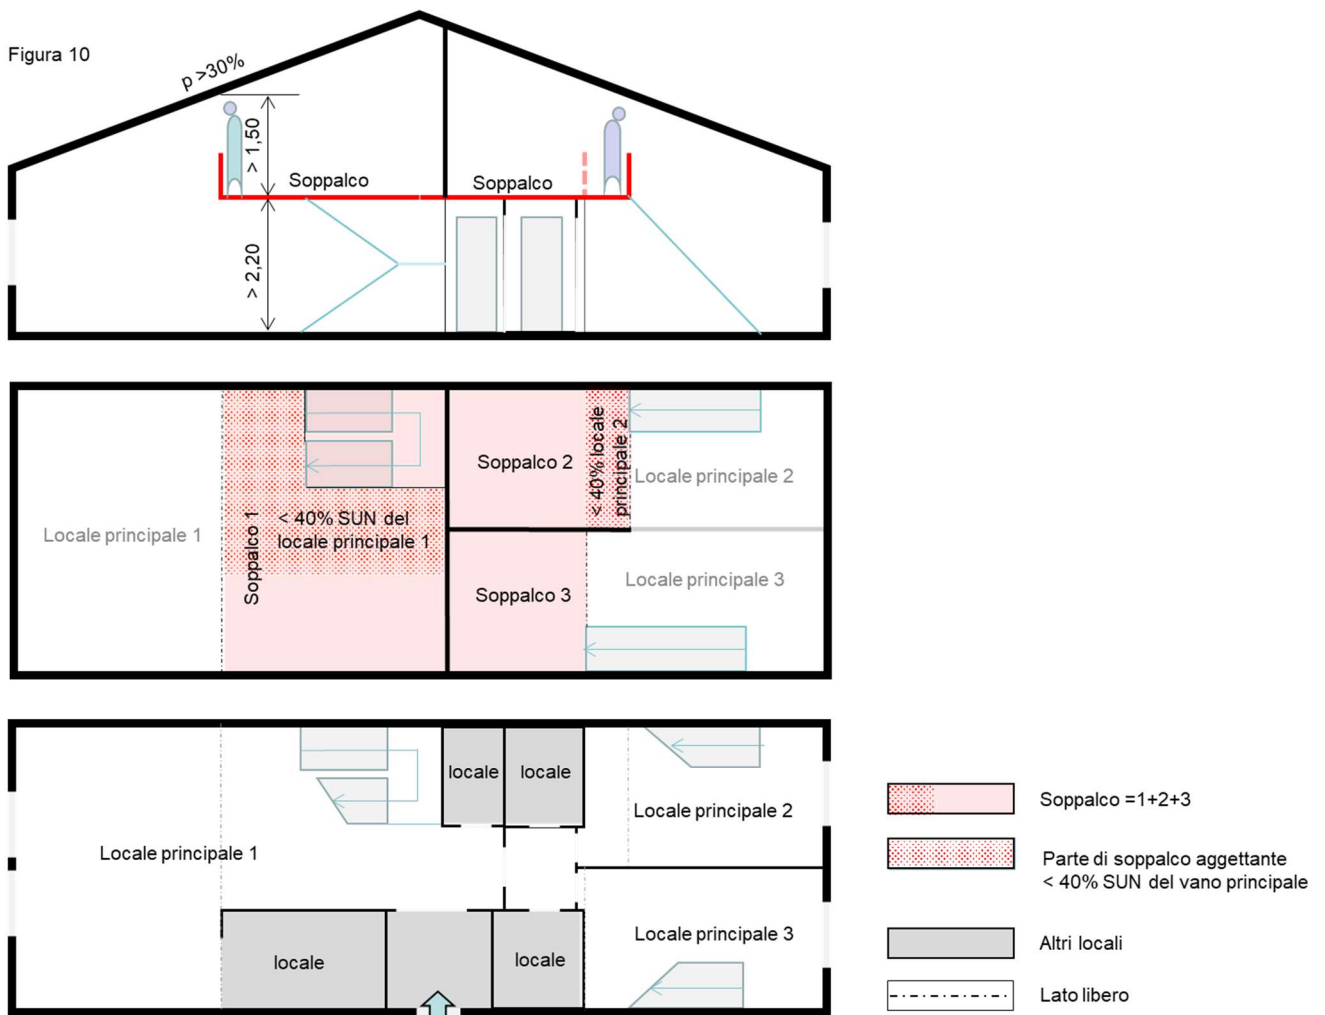 Figura 10
p >30%
> 1,50
Soppalco
Soppalco
> 2,20
Soppalco 2
< 40% locale
principale 2
Locale principale 2
Locale principale 1
Soppalco 1
< 40% SUN del
locale principale 1
Soppalco 3
Locale principale 3
locale
locale
Locale principale 2
Locale principale 1
Locale principale 3
locale
locale
Soppalco =1+2+3
Parte di soppalco aggettante
< 40% SUN del vano principale
Altri locali
Lato libero